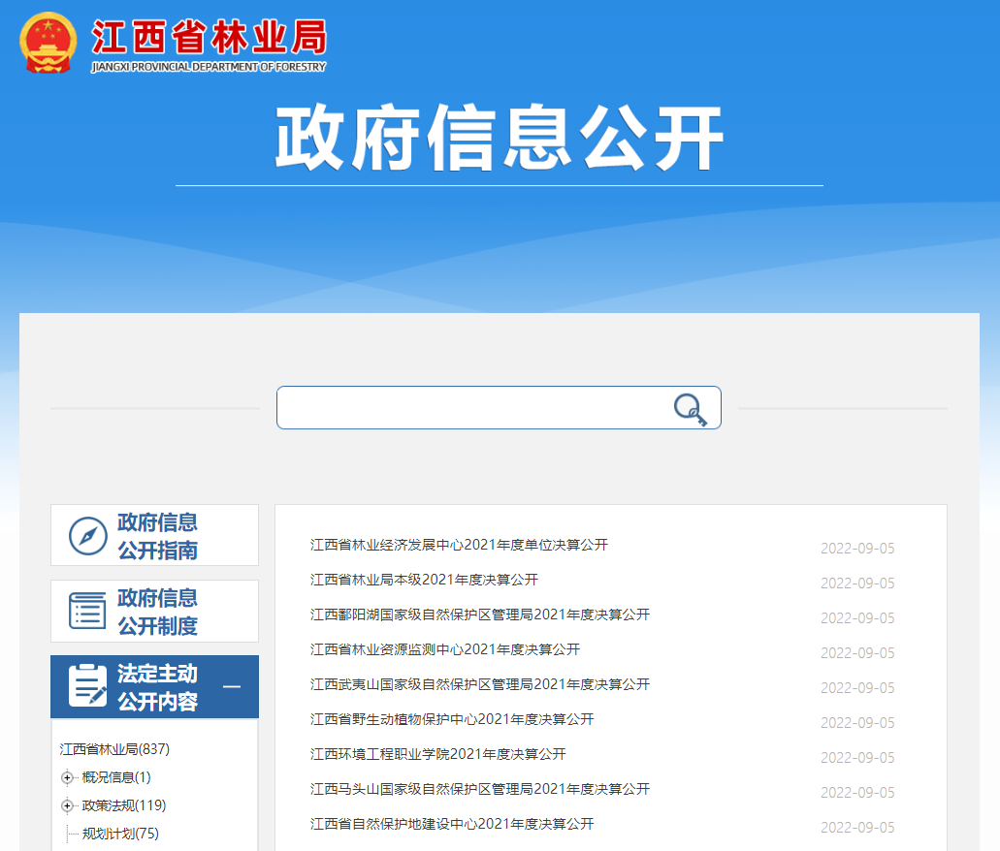 江西省林业局
JIANGXI PROVINCIAL DEPARTMENT OF FORESTRY
政府信息公开
政府信息
公开指南
政府信息
公开制度
法定主动
公开内容
江西省林业局(837)
概况信息(1)
政策法规(119)
规划计划(75)
江西省林业经济发展中心2021年度单位决算公开 2022-09-05
江西省林业局本级2021年度决算公开 2022-09-05
江西鄱阳湖国家级自然保护区管理局2021年度决算公开 2022-09-05
江西省林业资源监测中心2021年度决算公开 2022-09-05
江西武夷山国家级自然保护区管理局2021年度决算公开 2022-09-05
江西省野生动植物保护中心2021年度决算公开 2022-09-05
江西环境工程职业学院2021年度决算公开 2022-09-05
江西马头山国家级自然保护区管理局2021年度决算公开 2022-09-05
江西省自然保护地建设中心2021年度决算公开 2022-09-05